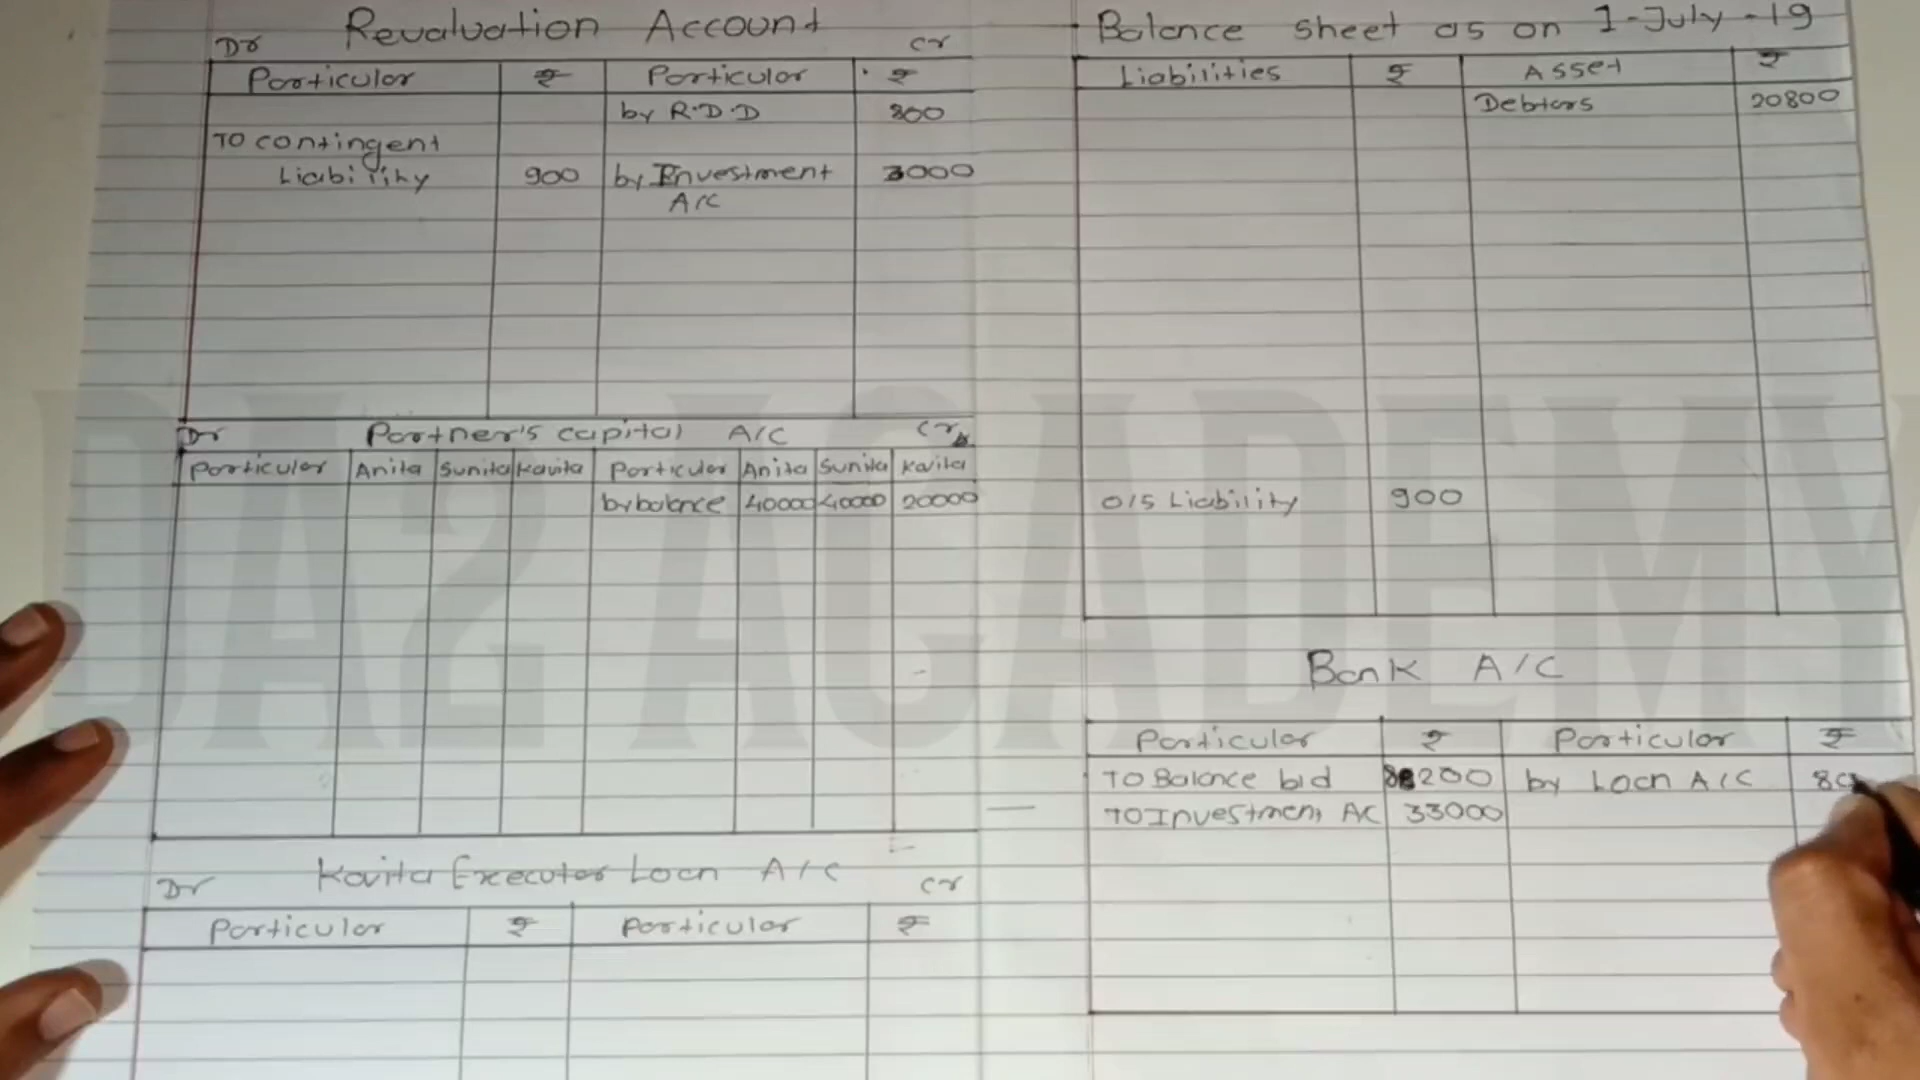 Revaluation Account
Dr Cr
Particular ₹ Particular ₹
by R.D.D 800
To contingent
Liability 900 by Investment 3000
A/C
Dr Partner's capital A/C Cr
Particular Anita Sunita Kavita Particular Anita Sunita Kavita
by balance 40000 40000 20000
Kavita Executor Loan A/C
Dr Cr
Particular ₹ Particular ₹
Balance sheet as on 1-July-19
Liabilities ₹ Asset ₹
Debtors 20800
O/S Liability 900
Bank A/C
Particular ₹ Particular ₹
To Balance b/d 200 by Loan A/C
To Investment AC 33000
DAS ACADEMY